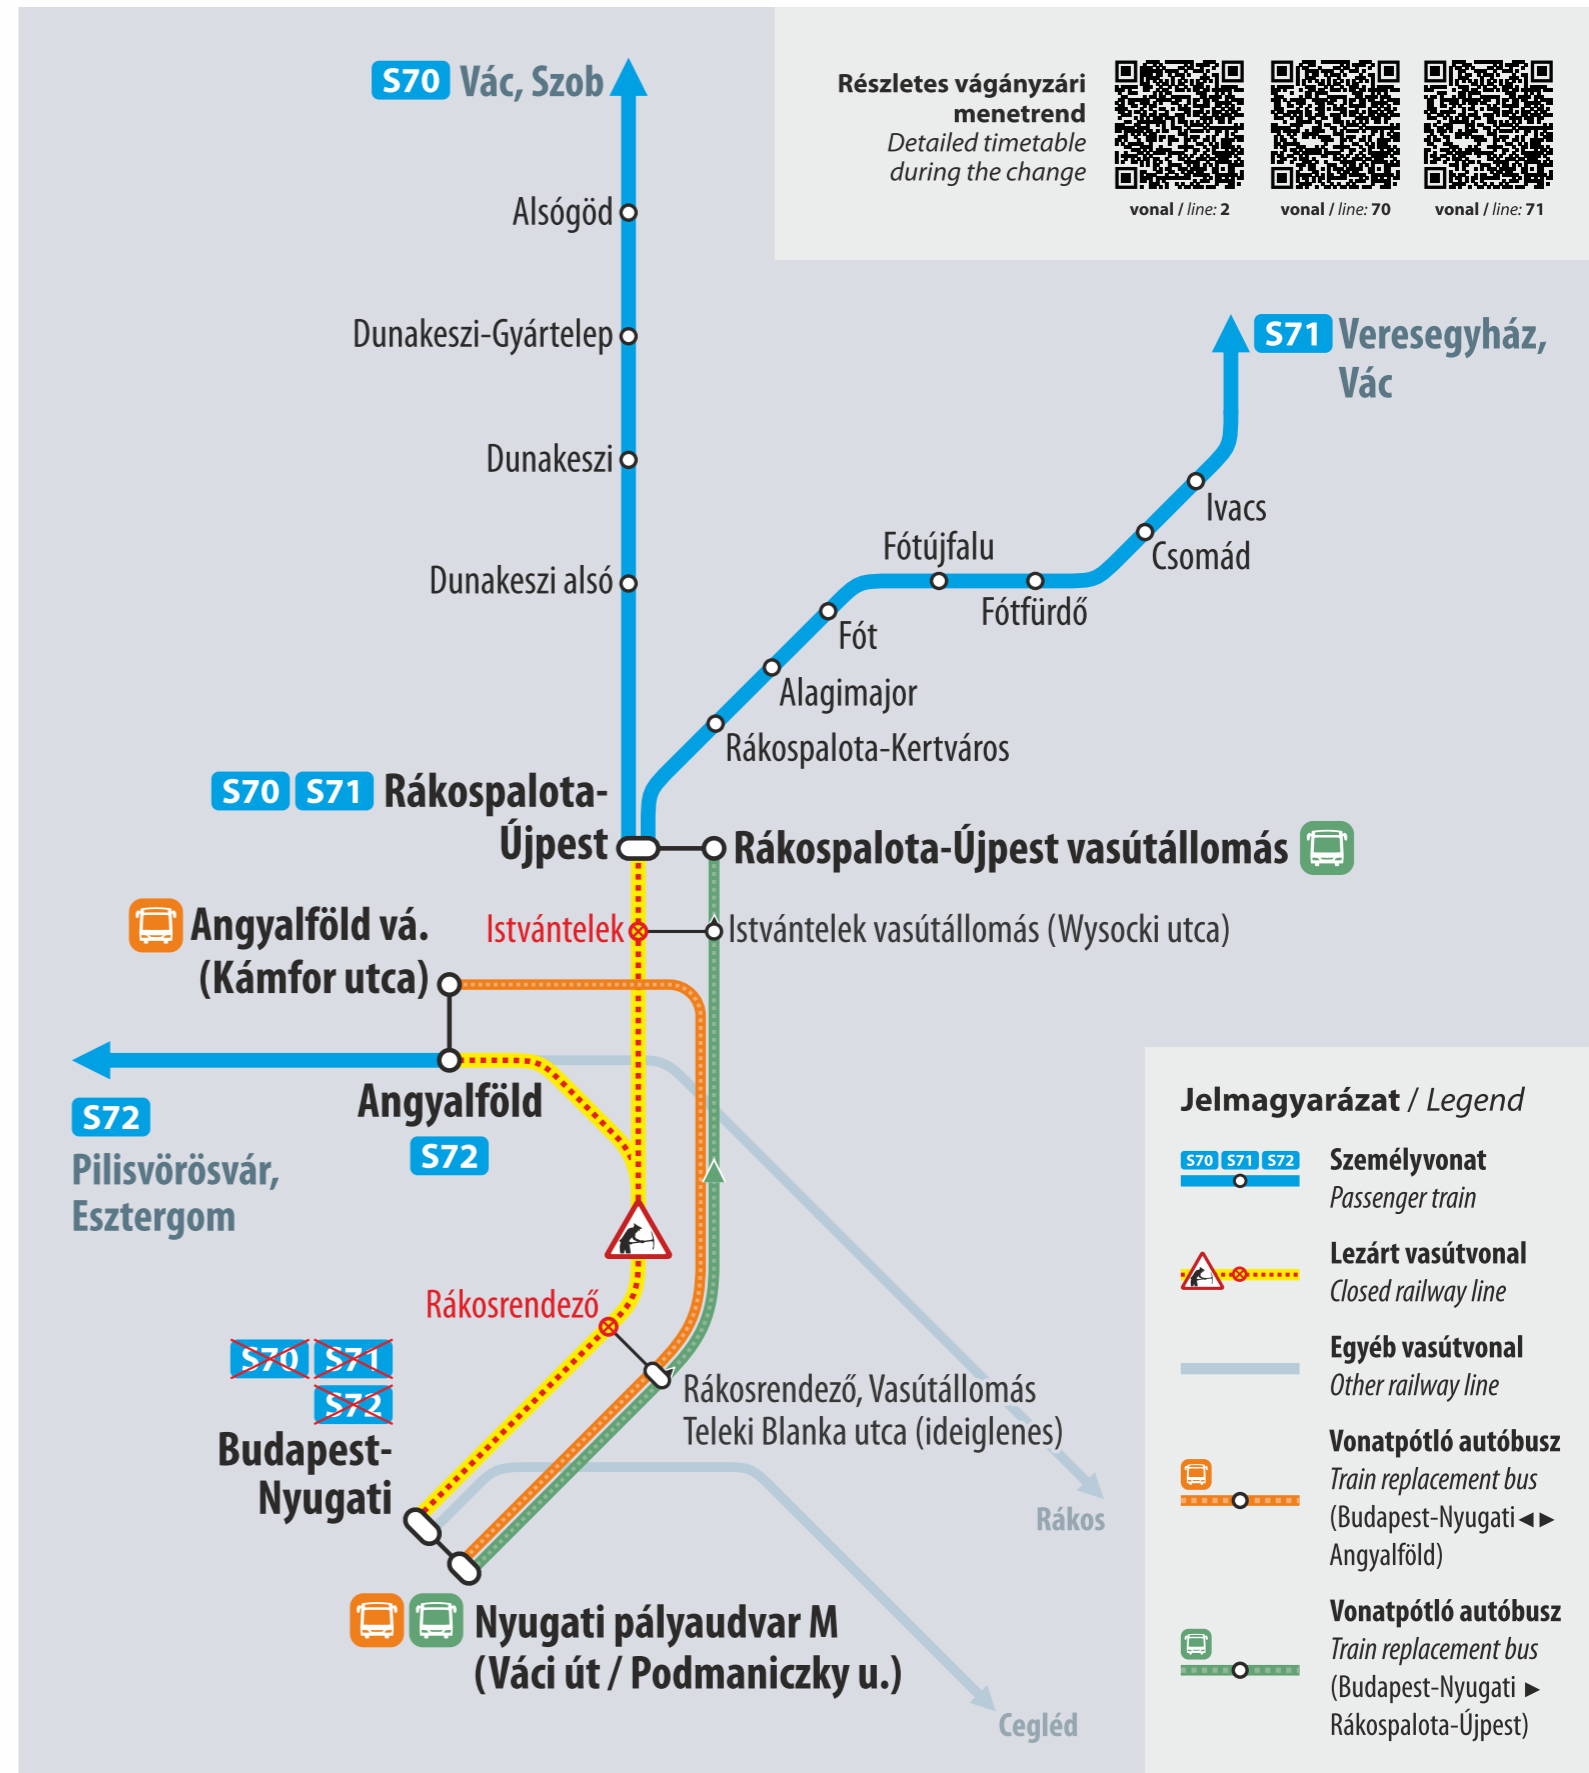 S70 Vác, Szob
Részletes vágányzári
menetrend
Detailed timetable
during the change
vonal / line: 2
vonal / line: 70
vonal / line: 71
Alsógöd
Dunakeszi-Gyártelep
Dunakeszi
Dunakeszi alsó
S71 Veresegyház,
Vác
Ivacs
Csomád
Fótújfalu
Fótfürdő
Fót
Alagimajor
Rákospalota-Kertváros
S70 S71 Rákospalota-
Újpest
Rákospalota-Újpest vasútállomás
Angyalföld vá.
(Kámfor utca)
Istvántelek
Istvántelek vasútállomás (Wysocki utca)
Angyalföld
S72
S72
Pilisvörösvár,
Esztergom
Rákosrendező
S70 S71
S72
Budapest-
Nyugati
Rákosrendező, Vasútállomás
Teleki Blanka utca (ideiglenes)
Rákos
Nyugati pályaudvar M
(Váci út / Podmaniczky u.)
Cegléd
Jelmagyarázat / Legend
S70 S71 S72
Személyvonat
Passenger train
Lezárt vasútvonal
Closed railway line
Egyéb vasútvonal
Other railway line
Vonatpótló autóbusz
Train replacement bus
(Budapest-Nyugati ◄ ►
Angyalföld)
Vonatpótló autóbusz
Train replacement bus
(Budapest-Nyugati ►
Rákospalota-Újpest)